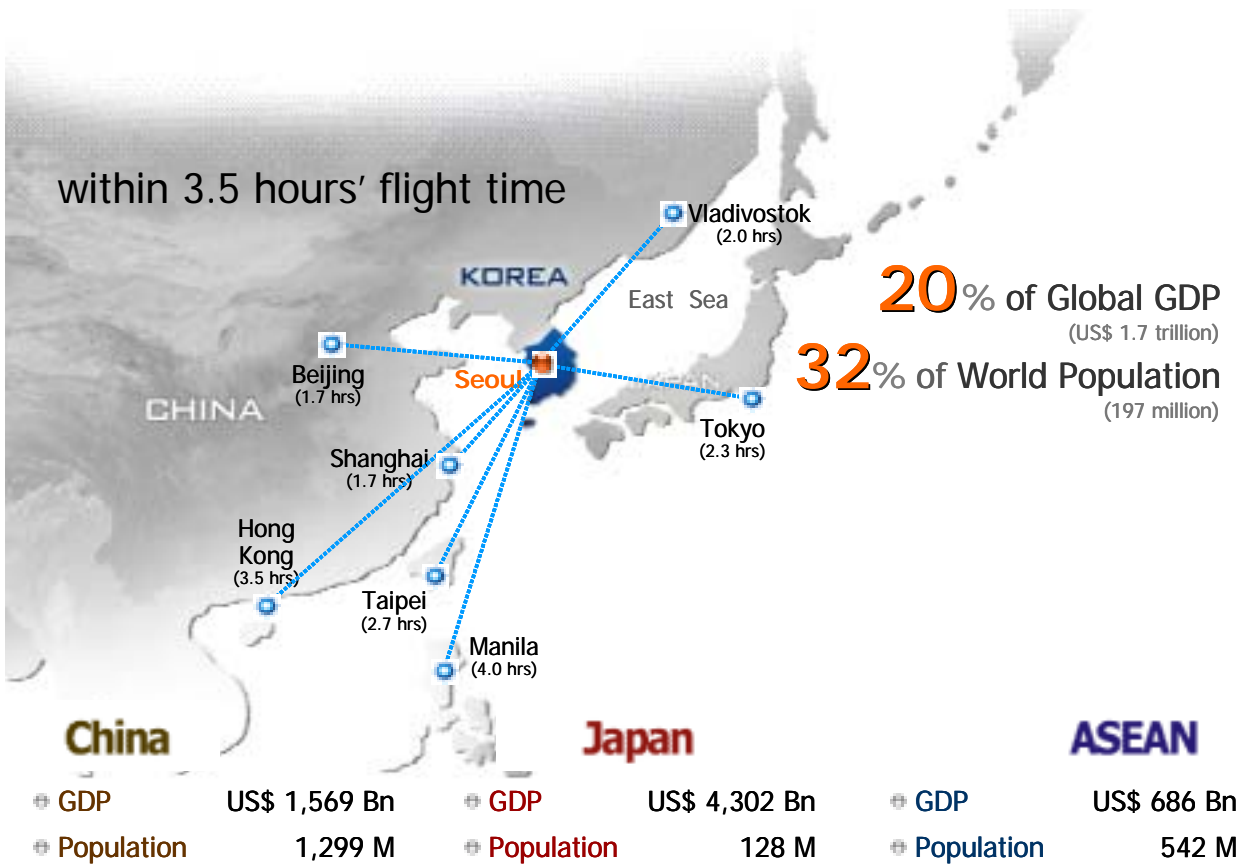 within 3.5 hours’ flight time
Vladivostok
(2.0 hrs)
KOREA
East Sea
20% of Global GDP
(US$ 1.7 trillion)
32% of World Population
(197 million)
Beijing
(1.7 hrs)
Seoul
CHINA
Tokyo
(2.3 hrs)
Shanghai
(1.7 hrs)
Hong
Kong
(3.5 hrs)
Taipei
(2.7 hrs)
Manila
(4.0 hrs)
China
GDP US$ 1,569 Bn
Population 1,299 M
Japan
GDP US$ 4,302 Bn
Population 128 M
ASEAN
GDP US$ 686 Bn
Population 542 M